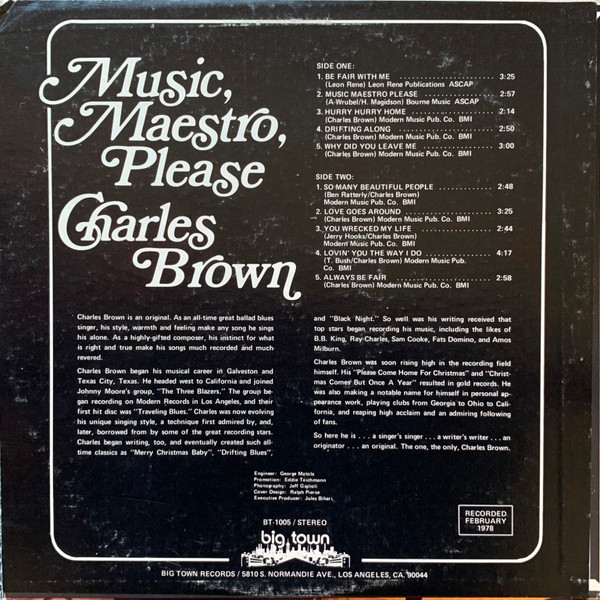 Music,
Maestro,
Please
Charles
Brown
SIDE ONE:
1. BE FAIR WITH ME .................... 3:25
(Leon Rene) Leon Rene Publications ASCAP
2. MUSIC MAESTRO PLEASE .............. 2:57
(A-Wrubel/H. Magidson) Bourne Music ASCAP
3. HURRY HURRY HOME ................. 2:14
(Charles Brown) Modern Music Pub. Co. BMI
4. DRIFTING ALONG .................... 2:50
(Charles Brown) Modern Music Pub. Co. BMI
5. WHY DID YOU LEAVE ME .............. 3:00
(Charles Brown) Modern Music Pub. Co. BMI
SIDE TWO:
1. SO MANY BEAUTIFUL PEOPLE ............ 2:48
(Ben Ratterly/Charles Brown)
Modern Music Pub. Co. BMI
2. LOVE GOES AROUND .................. 3:25
(Charles Brown) Modern Music Pub. Co. BMI
3. YOU WRECKED MY LIFE ................ 2:44
(Jerry Hooks/Charles Brown)
Modern Music Pub. Co. BMI
4. LOVIN' YOU THE WAY I DO ............. 4:17
(T. Bush/Charles Brown) Modern Music Pub.
Co. BMI
5. ALWAYS BE FAIR ..................... 2:58
(Charles Brown) Modern Music Pub. Co. BMI
Charles Brown is an original. As an all-time great ballad blues
singer, his style, warmth and feeling make any song he sings
his alone. As a highly-gifted composer, his instinct for what
is right and true make his songs much recorded and much
revered.
Charles Brown began his musical career in Galveston and
Texas City, Texas. He headed west to California and joined
Johnny Moore's group, "The Three Blazers." The group be-
gan recording on Modern Records in Los Angeles, and their
first hit disc was "Traveling Blues." Charles was now evolving
his unique singing style, a technique first admired by, and,
later, borrowed from by some of the great recording stars.
Charles began writing, too, and eventually created such all-
time classics as "Merry Christmas Baby", "Drifting Blues",
and "Black Night." So well was his writing received that
top stars began recording his music, including the likes of
B.B. King, Ray Charles, Sam Cooke, Fats Domino, and Amos
Milburn.
Charles Brown was soon rising high in the recording field
himself. His "Please Come Home For Christmas" and "Christ-
mas Comes But Once A Year" resulted in gold records. He
was also making a notable name for himself in personal ap-
pearance work, playing clubs from Georgia to Ohio to Cali-
fornia, and reaping high acclaim and an admiring following
of fans.
So here he is . . . a singer's singer . . . a writer's writer . . . an
originator . . . an original. The one, the only, Charles Brown.
Engineer: George Motola
Promotion: Eddie Teichmann
Photography: Jeff Gaglioli
Cover Design: Ralph Pierce
Executive Producer: Jules Bihari
BT-1005 / STEREO
big town
RECORDED
FEBRUARY
1978
BIG TOWN RECORDS / 5810 S. NORMANDIE AVE., LOS ANGELES, CA. 90044